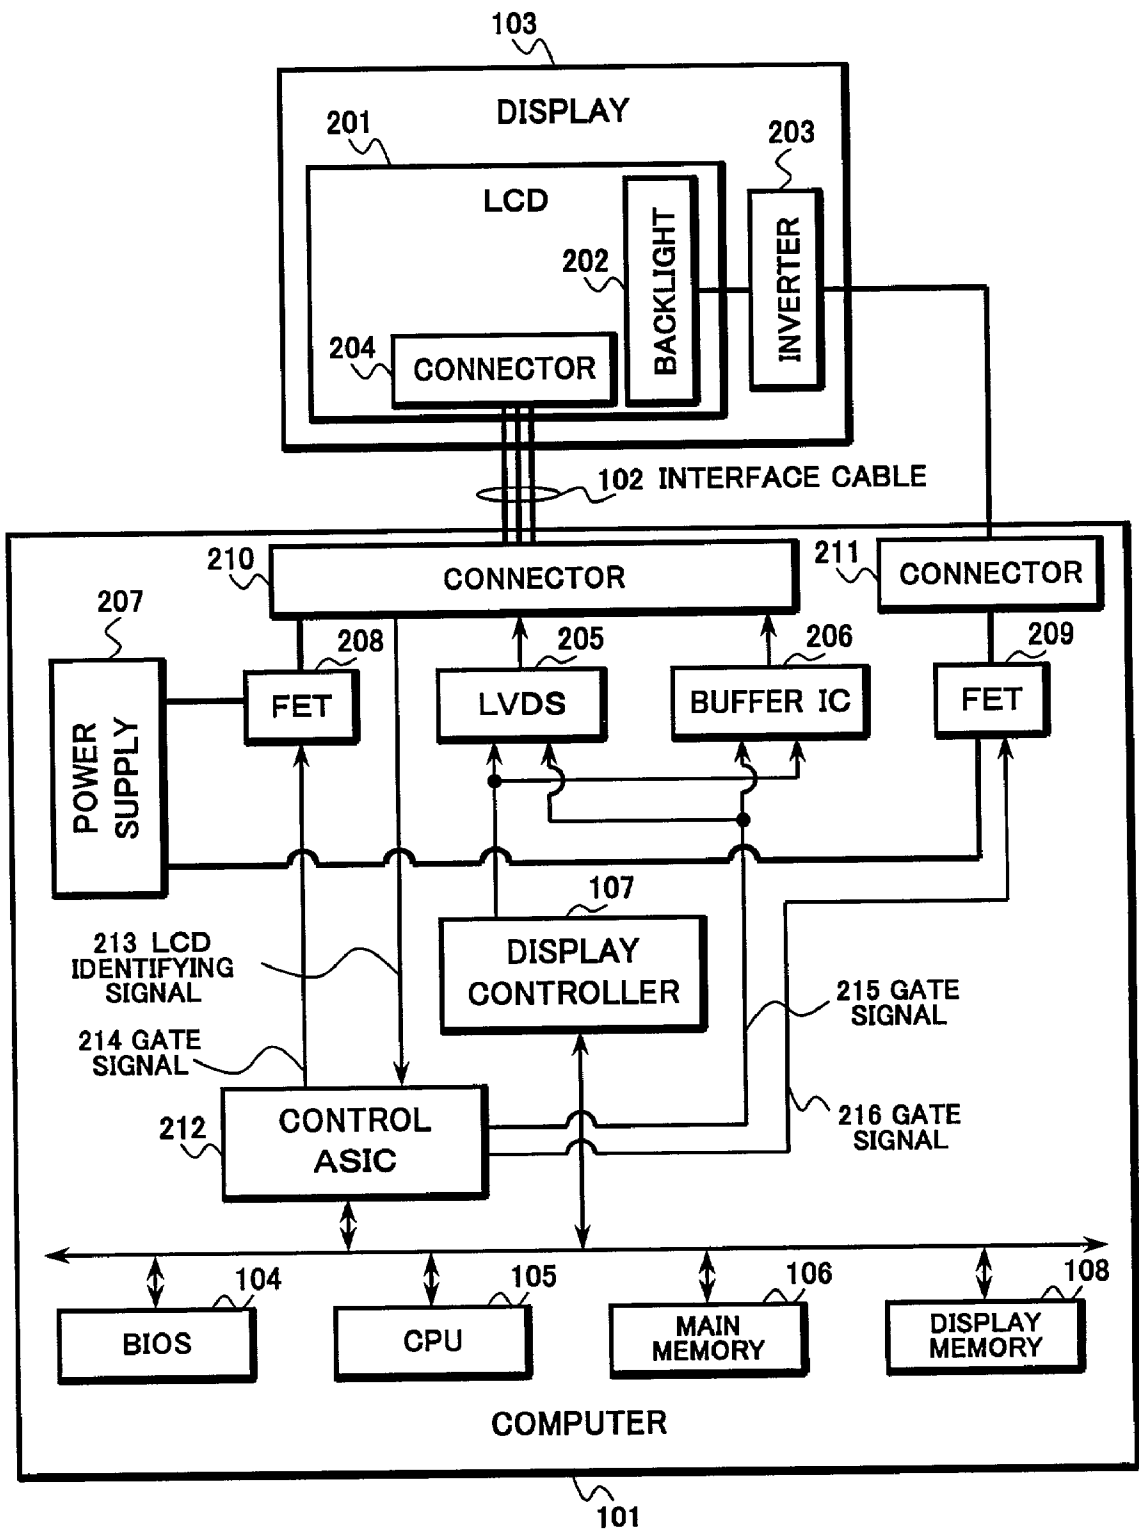 103
DISPLAY
201
203
LCD
202
BACKLIGHT
INVERTER
204
CONNECTOR
102 INTERFACE CABLE
210
CONNECTOR
211
CONNECTOR
207
208
205
206
209
POWER
SUPPLY
FET
LVDS
BUFFER IC
FET
107
DISPLAY
CONTROLLER
213 LCD
IDENTIFYING
SIGNAL
214 GATE
SIGNAL
215 GATE
SIGNAL
216 GATE
SIGNAL
212
CONTROL
ASIC
104
105
106
108
BIOS
CPU
MAIN
MEMORY
DISPLAY
MEMORY
COMPUTER
101